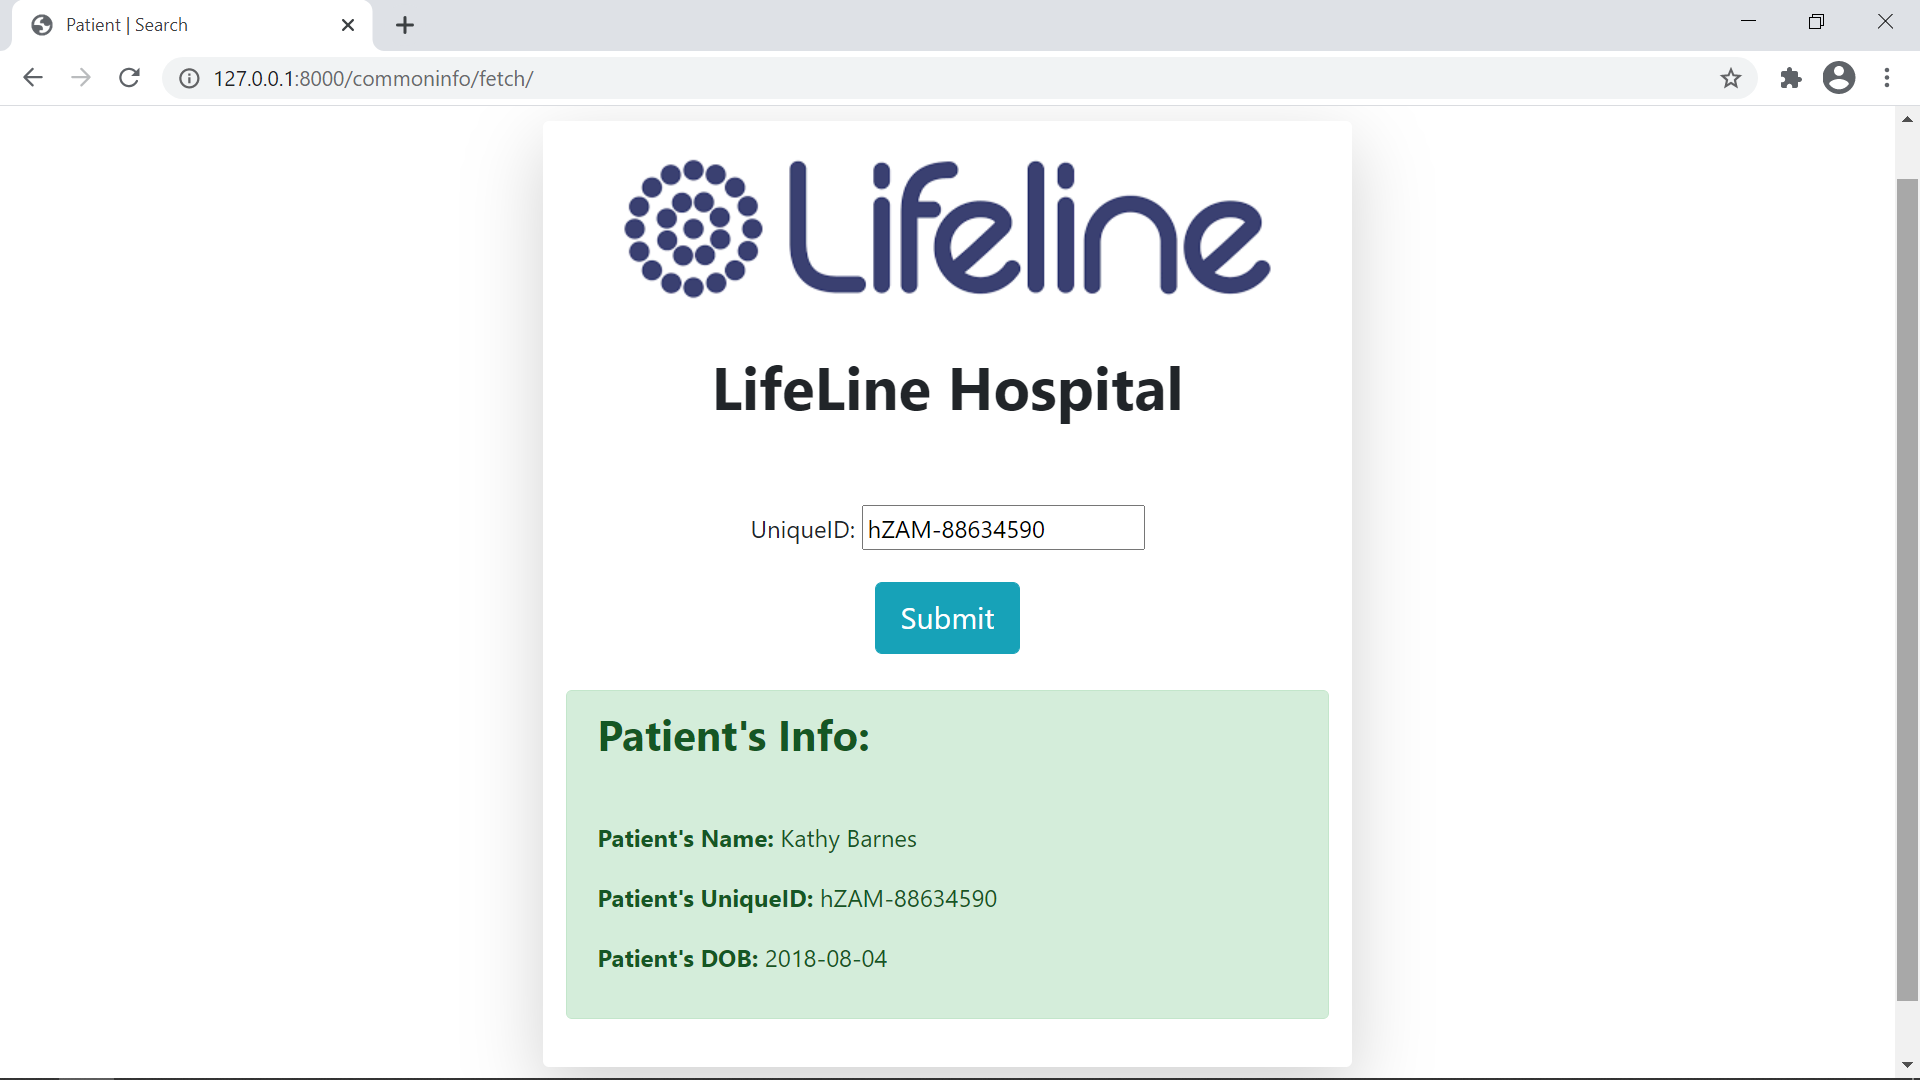 Patient | Search
127.0.0.1:8000/commoninfo/fetch/
Lifeline
LifeLine Hospital
UniqueID: hZAM-88634590
Submit
Patient's Info:
Patient's Name: Kathy Barnes
Patient's UniqueID: hZAM-88634590
Patient's DOB: 2018-08-04